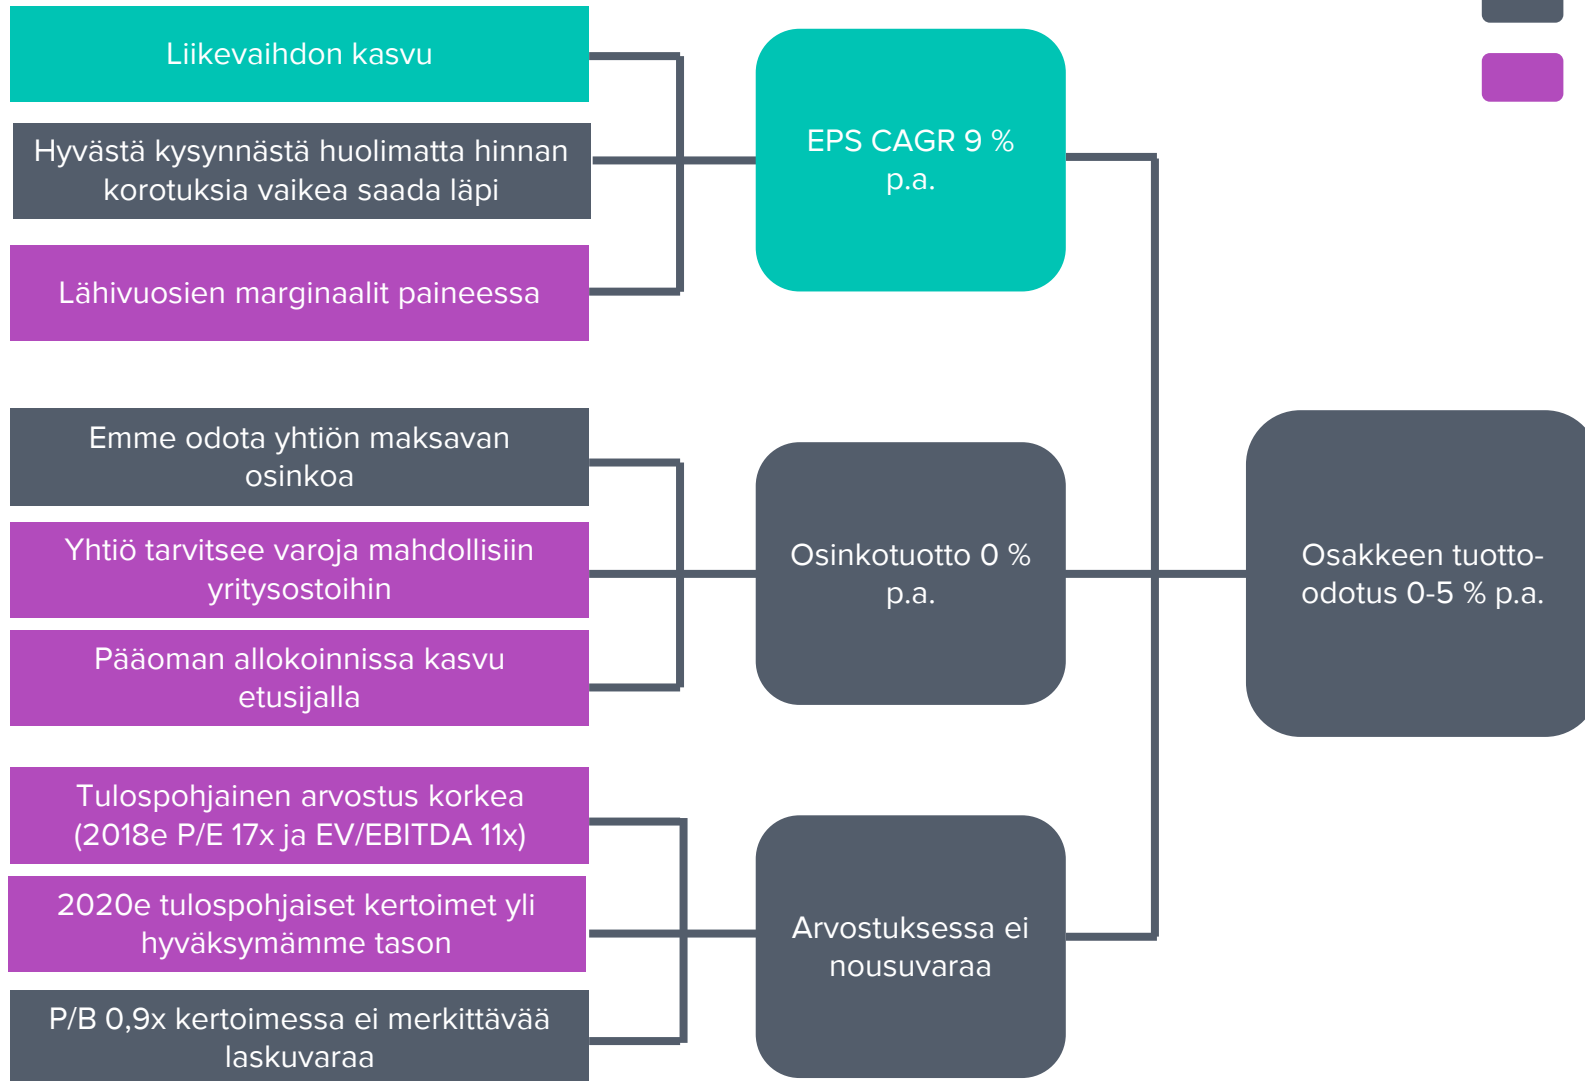 Liikevaihdon kasvu
Hyvästä kysynnästä huolimatta hinnan
korotuksia vaikea saada läpi
Lähivuosien marginaalit paineessa
EPS CAGR 9 %
p.a.
Emme odota yhtiön maksavan
osinkoa
Yhtiö tarvitsee varoja mahdollisiin
yritysostoihin
Pääoman allokoinnissa kasvu
etusijalla
Osinkotuotto 0 %
p.a.
Tulospohjainen arvostus korkea
(2018e P/E 17x ja EV/EBITDA 11x)
2020e tulospohjaiset kertoimet yli
hyväksymämme tason
P/B 0,9x kertoimessa ei merkittävää
laskuvaraa
Arvostuksessa ei
nousuvaraa
Osakkeen tuotto-
odotus 0-5 % p.a.